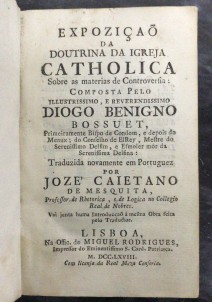 EXPOZIÇAÕ
DA
DOUTRINA DA IGREJA
CATHOLICA
Sobre as materias de Controversia:
COMPOSTA PELO
ILLUSTRISSIMO, E REVERENDISSIMO
DIOGO BENIGNO
BOSSUET,
Primeiramente Bispo de Condom, e depois de
Meaux; do Concelho de ElRey, Mestre do
Serenissimo Delfim, e Esmoler mór da
Serenissima Delfina:
Traduzida novamente em Portuguez
POR
JOZE' CAIETANO
DE MESQUITA,
Professor de Rhetorica, e de Logica no Collegio
Real de Nobres.
Vai junta huma Introducçaõ á mesma Obra feita
pelo Traductor.
LISBOA,
Na Offic. de MIGUEL RODRIGUES,
Impressor do Eminentissimo S. Card. Patriarca.
M. DCC.LXVIII.
Com licença da Real Meza Censoria.